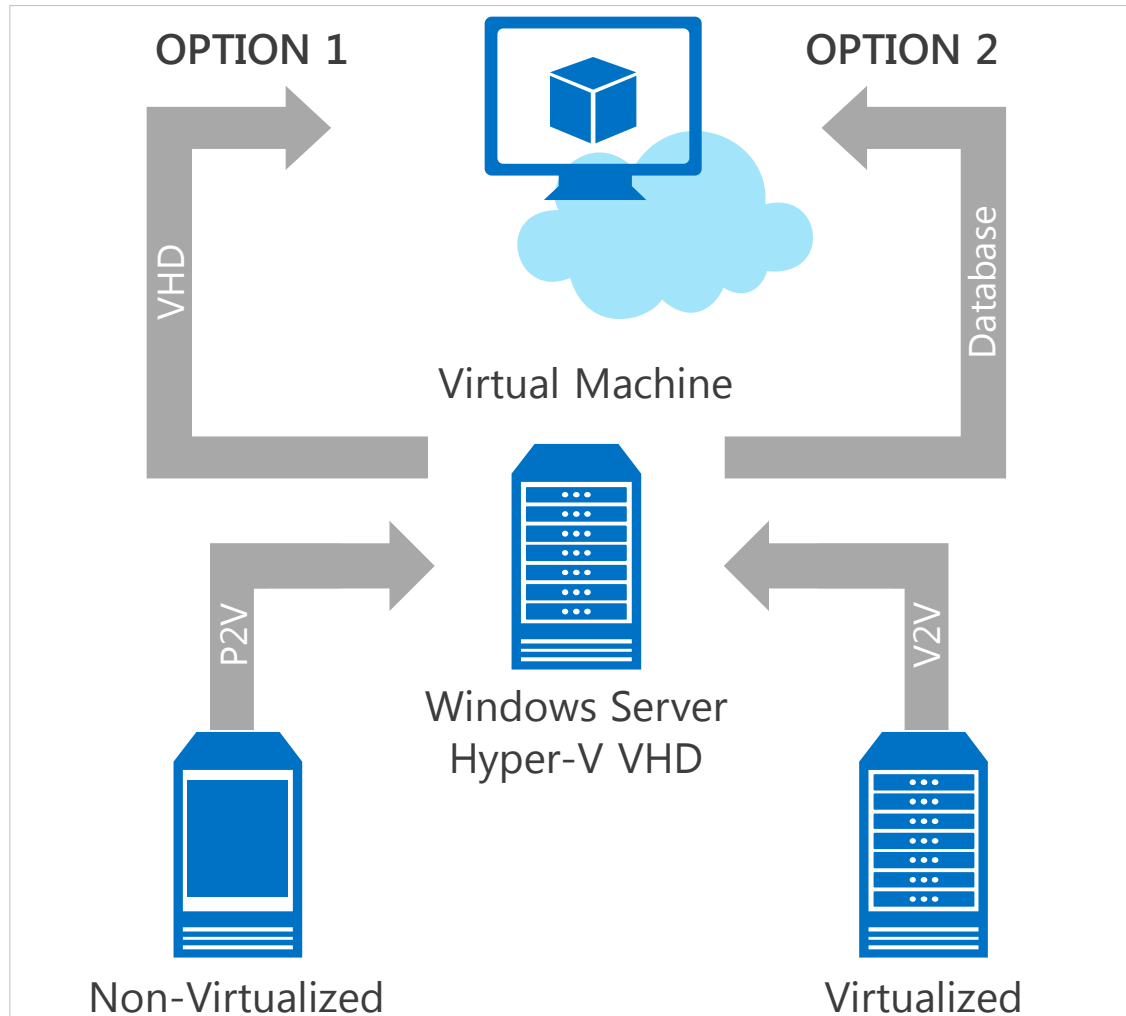 OPTION 1
OPTION 2
VHD
Database
Virtual Machine
P2V
V2V
Windows Server
Hyper-V VHD
Non-Virtualized
Virtualized